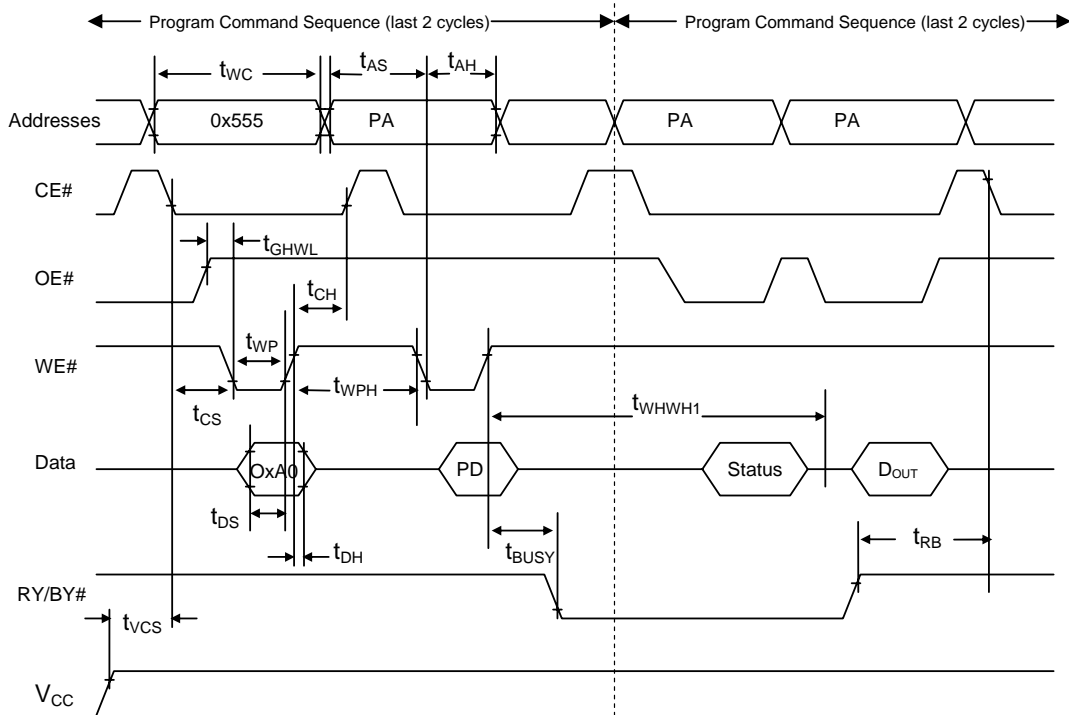 Program Command Sequence (last 2 cycles) Program Command Sequence (last 2 cycles)
tWC tAS tAH
Addresses 0x555 PA PA PA
CE#
tGHWL
OE#
tCH
tWP
WE#
tWPH
tCS tWHWH1
Data OxA0 PD Status DOUT
tDS
tDH tBUSY tRB
RY/BY#
tVCS
VCC